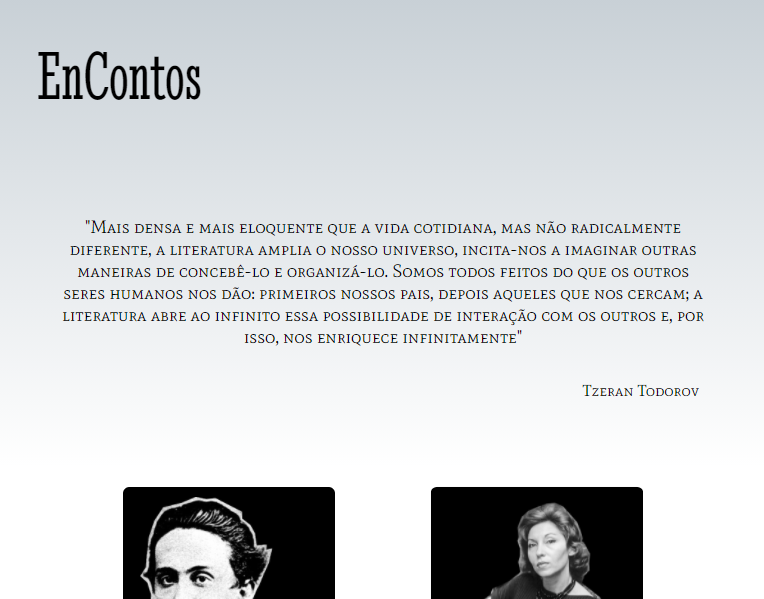 EnContos
"Mais densa e mais eloquente que a vida cotidiana, mas não radicalmente
diferente, a literatura amplia o nosso universo, incita-nos a imaginar outras
maneiras de concebê-lo e organizá-lo. Somos todos feitos do que os outros
seres humanos nos dão: primeiros nossos pais, depois aqueles que nos cercam; a
literatura abre ao infinito essa possibilidade de interação com os outros e, por
isso, nos enriquece infinitamente"
Tzeran Todorov